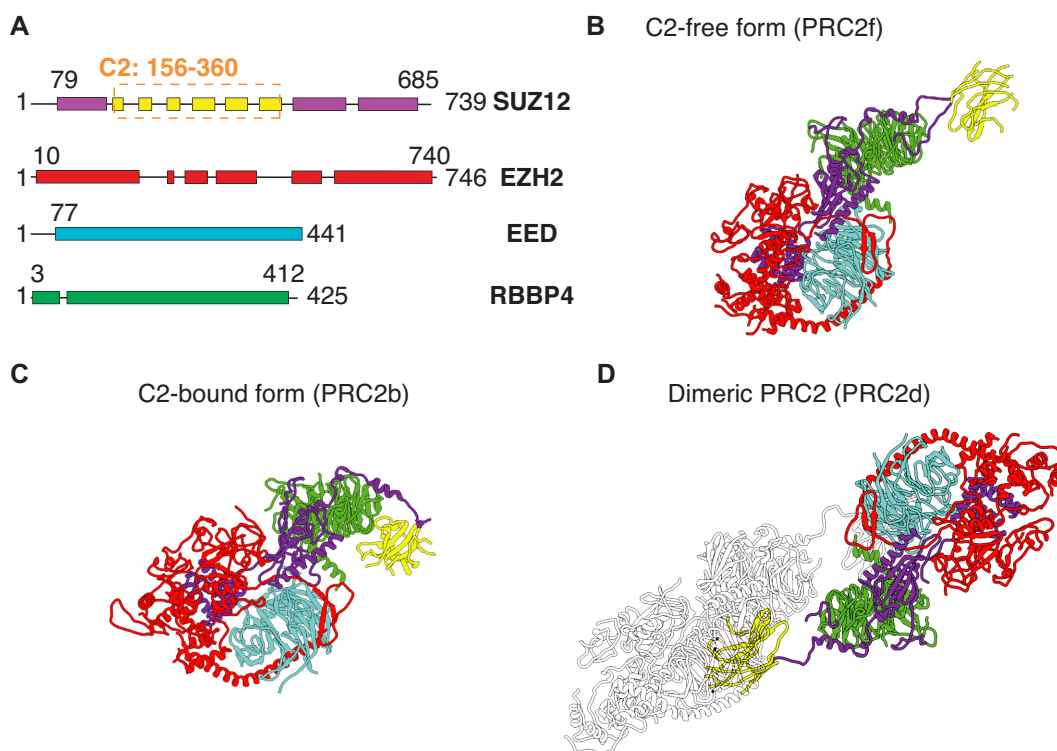 A
C2: 156-360
79
685
1
739
SUZ12
10
740
1
746
EZH2
77
1
441
EED
3
412
1
425
RBBP4
B
C2-free form (PRC2f)
C
C2-bound form (PRC2b)
D
Dimeric PRC2 (PRC2d)